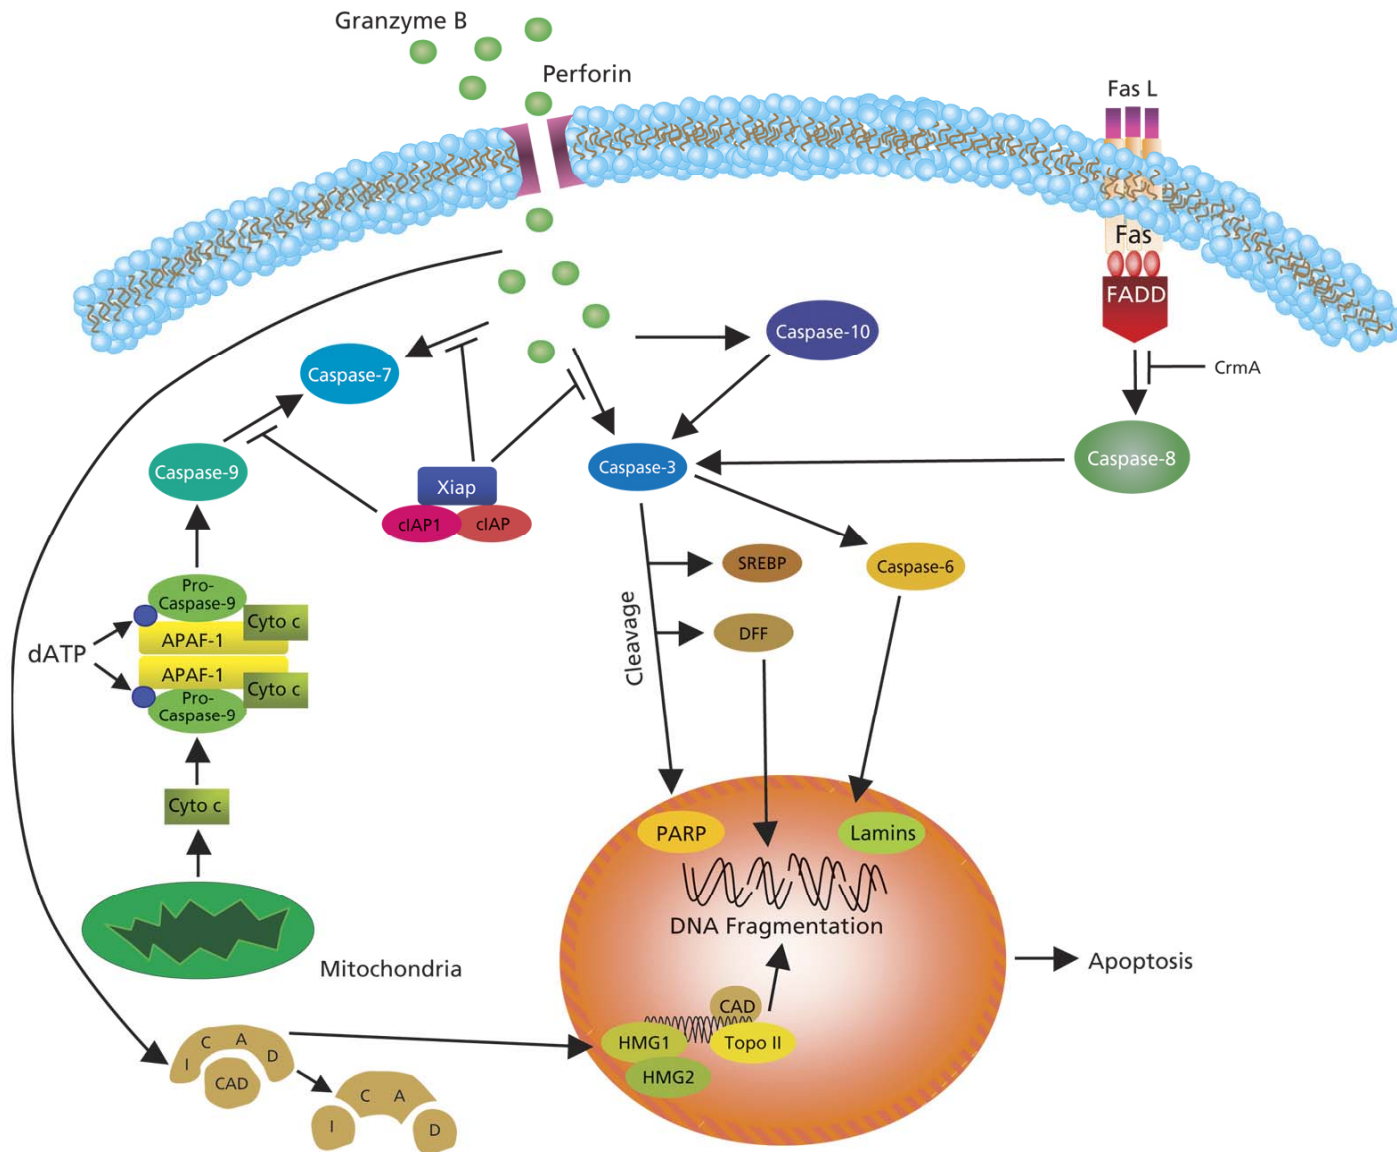 Granzyme B
Perforin
Fas L
Fas
FADD
CrmA
Caspase-10
Caspase-7
Caspase-9
Caspase-3
Caspase-8
Xiap
cIAP1
cIAP
SREBP
Caspase-6
DFF
Cleavage
Pro-
Caspase-9
Cyto c
APAF-1
dATP
APAF-1
Cyto c
Pro-
Caspase-9
Cyto c
Mitochondria
PARP
Lamins
DNA Fragmentation
Apoptosis
CAD
HMG1
Topo II
HMG2
I C A D
CAD
C A
I
D